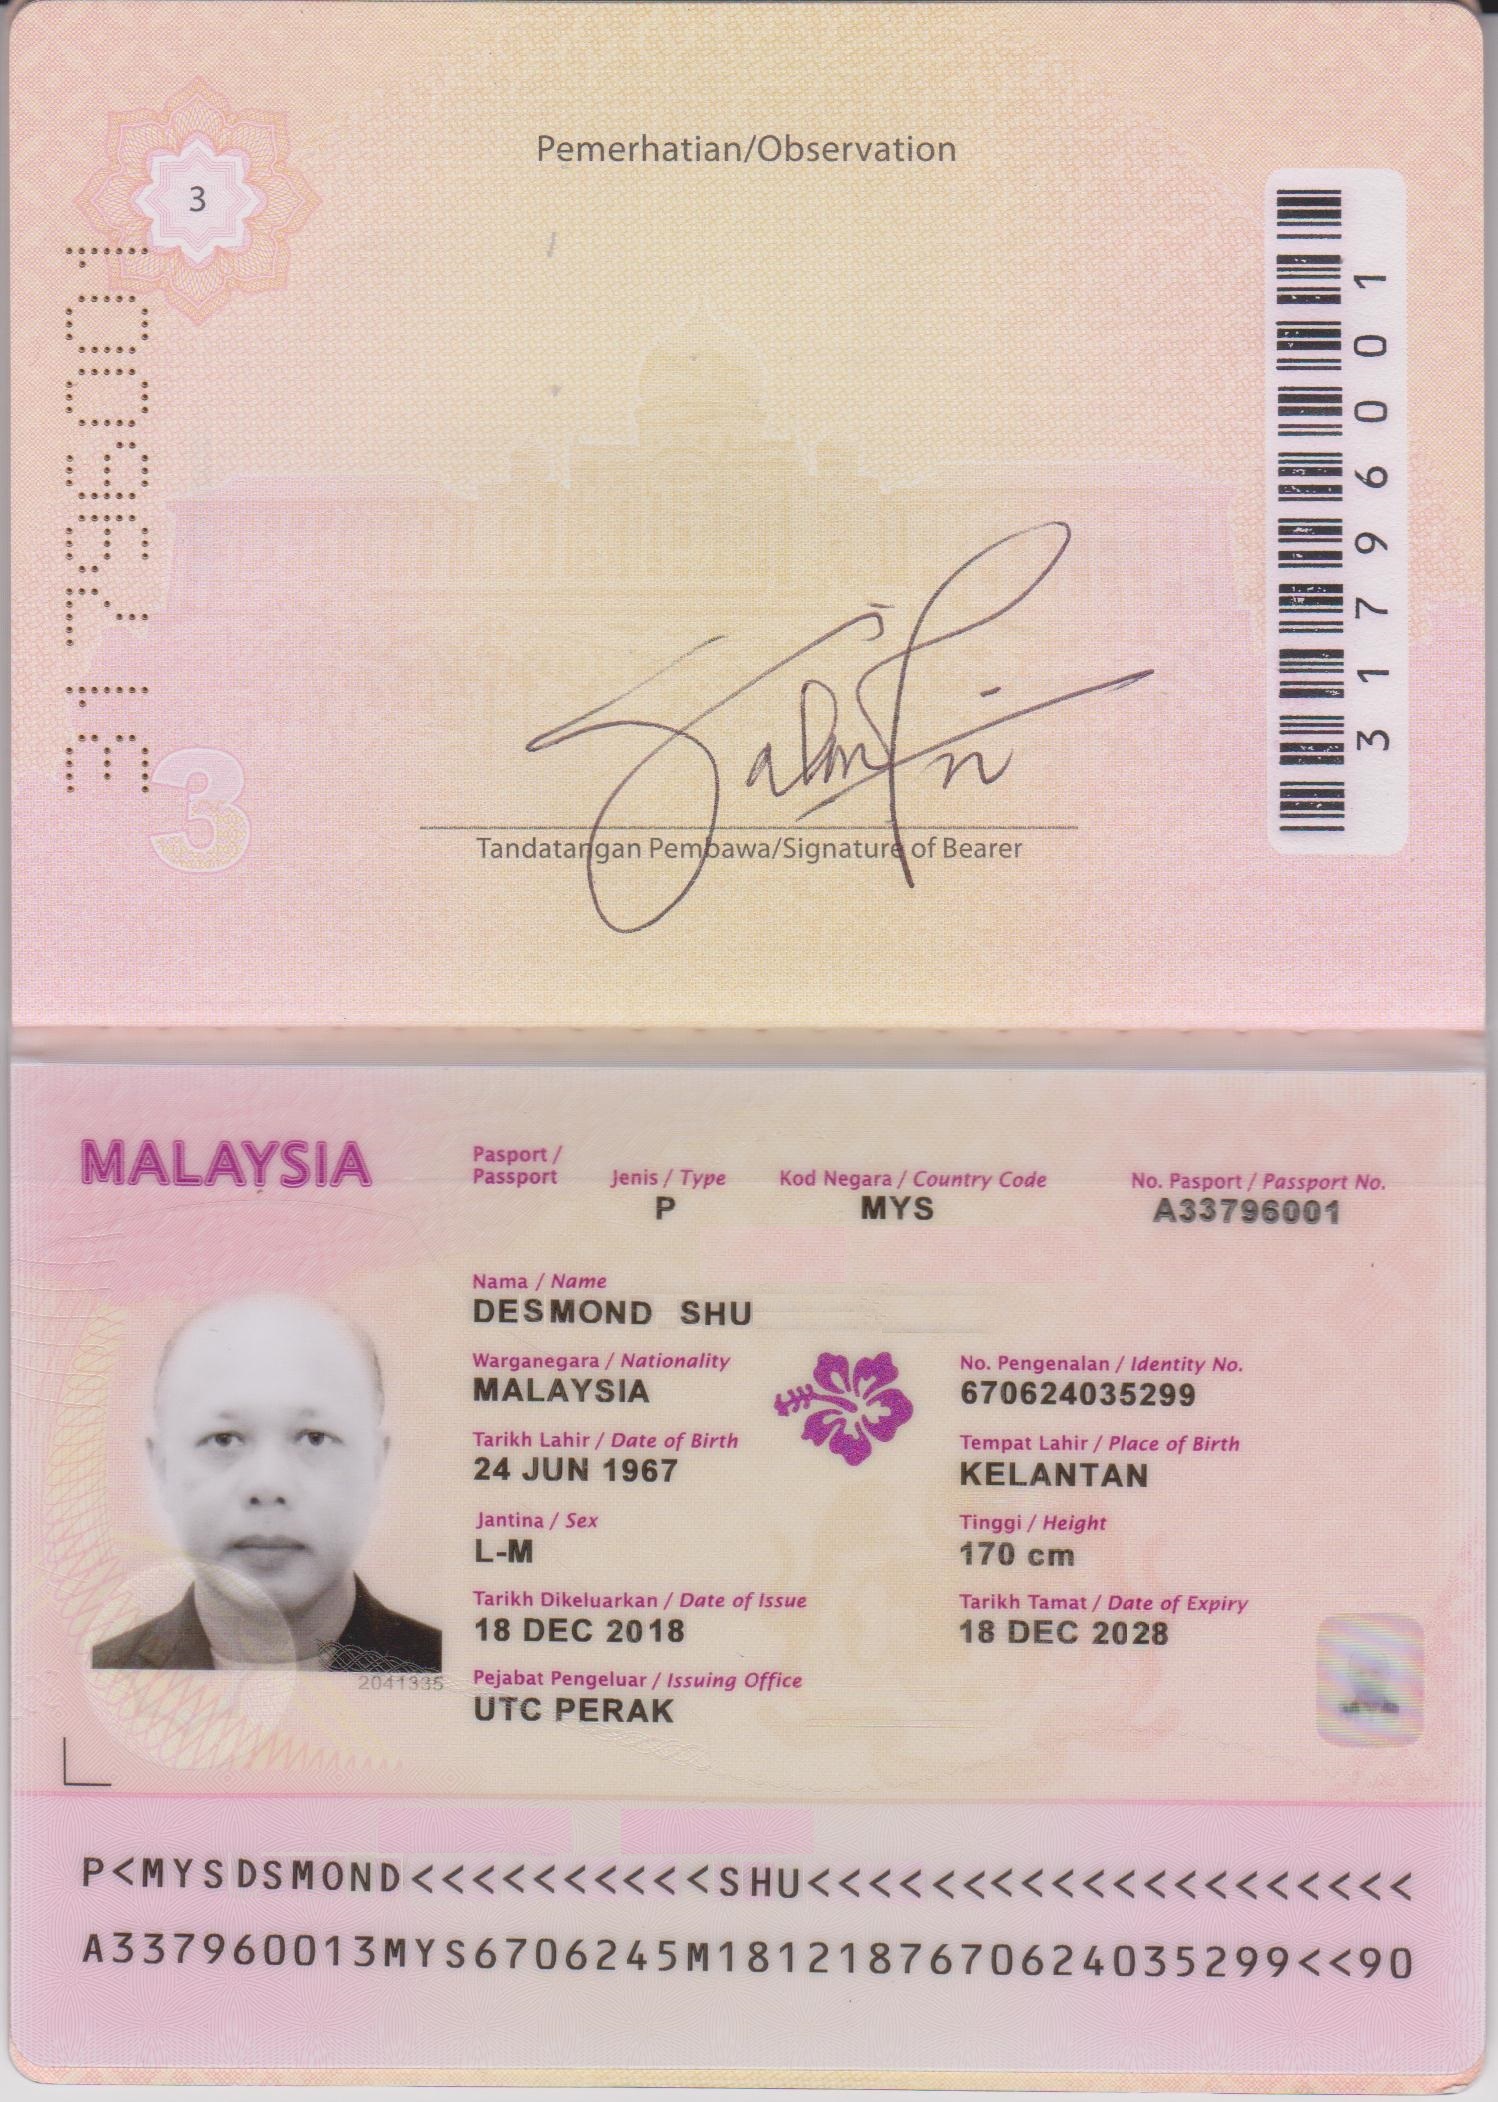 Pemerhatian/Observation
3
31796001
31796001
3
Tandatangan Pembawa/Signature of Bearer
MALAYSIA
Pasport / Passport
Jenis / Type
P
Kod Negara / Country Code
MYS
No. Pasport / Passport No.
A33796001
Nama / Name
DESMOND SHU
Warganegara / Nationality
MALAYSIA
No. Pengenalan / Identity No.
670624035299
Tarikh Lahir / Date of Birth
24 JUN 1967
Tempat Lahir / Place of Birth
KELANTAN
Jantina / Sex
L-M
Tinggi / Height
170 cm
Tarikh Dikeluarkan / Date of Issue
18 DEC 2018
Tarikh Tamat / Date of Expiry
18 DEC 2028
Pejabat Pengeluar / Issuing Office
UTC PERAK
2041335
P<MYSDSMOND<<<<<<<<<<SHU<<<<<<<<<<<<<<<<<<<<
A337960013MYS6706245M1812187670624035299<<90